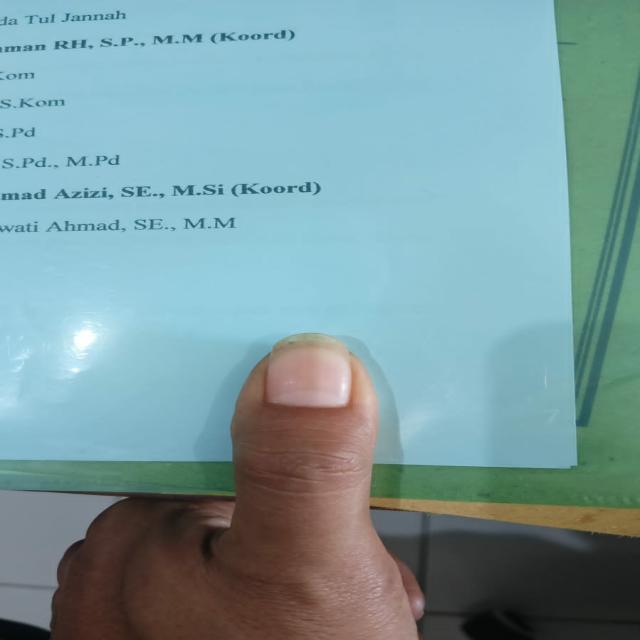 da Tul Jannah
man RH, S.P., M.M (Koord)
Kom
S.Kom
S.Pd
S.Pd., M.Pd
mad Azizi, SE., M.Si (Koord)
wati Ahmad, SE., M.M